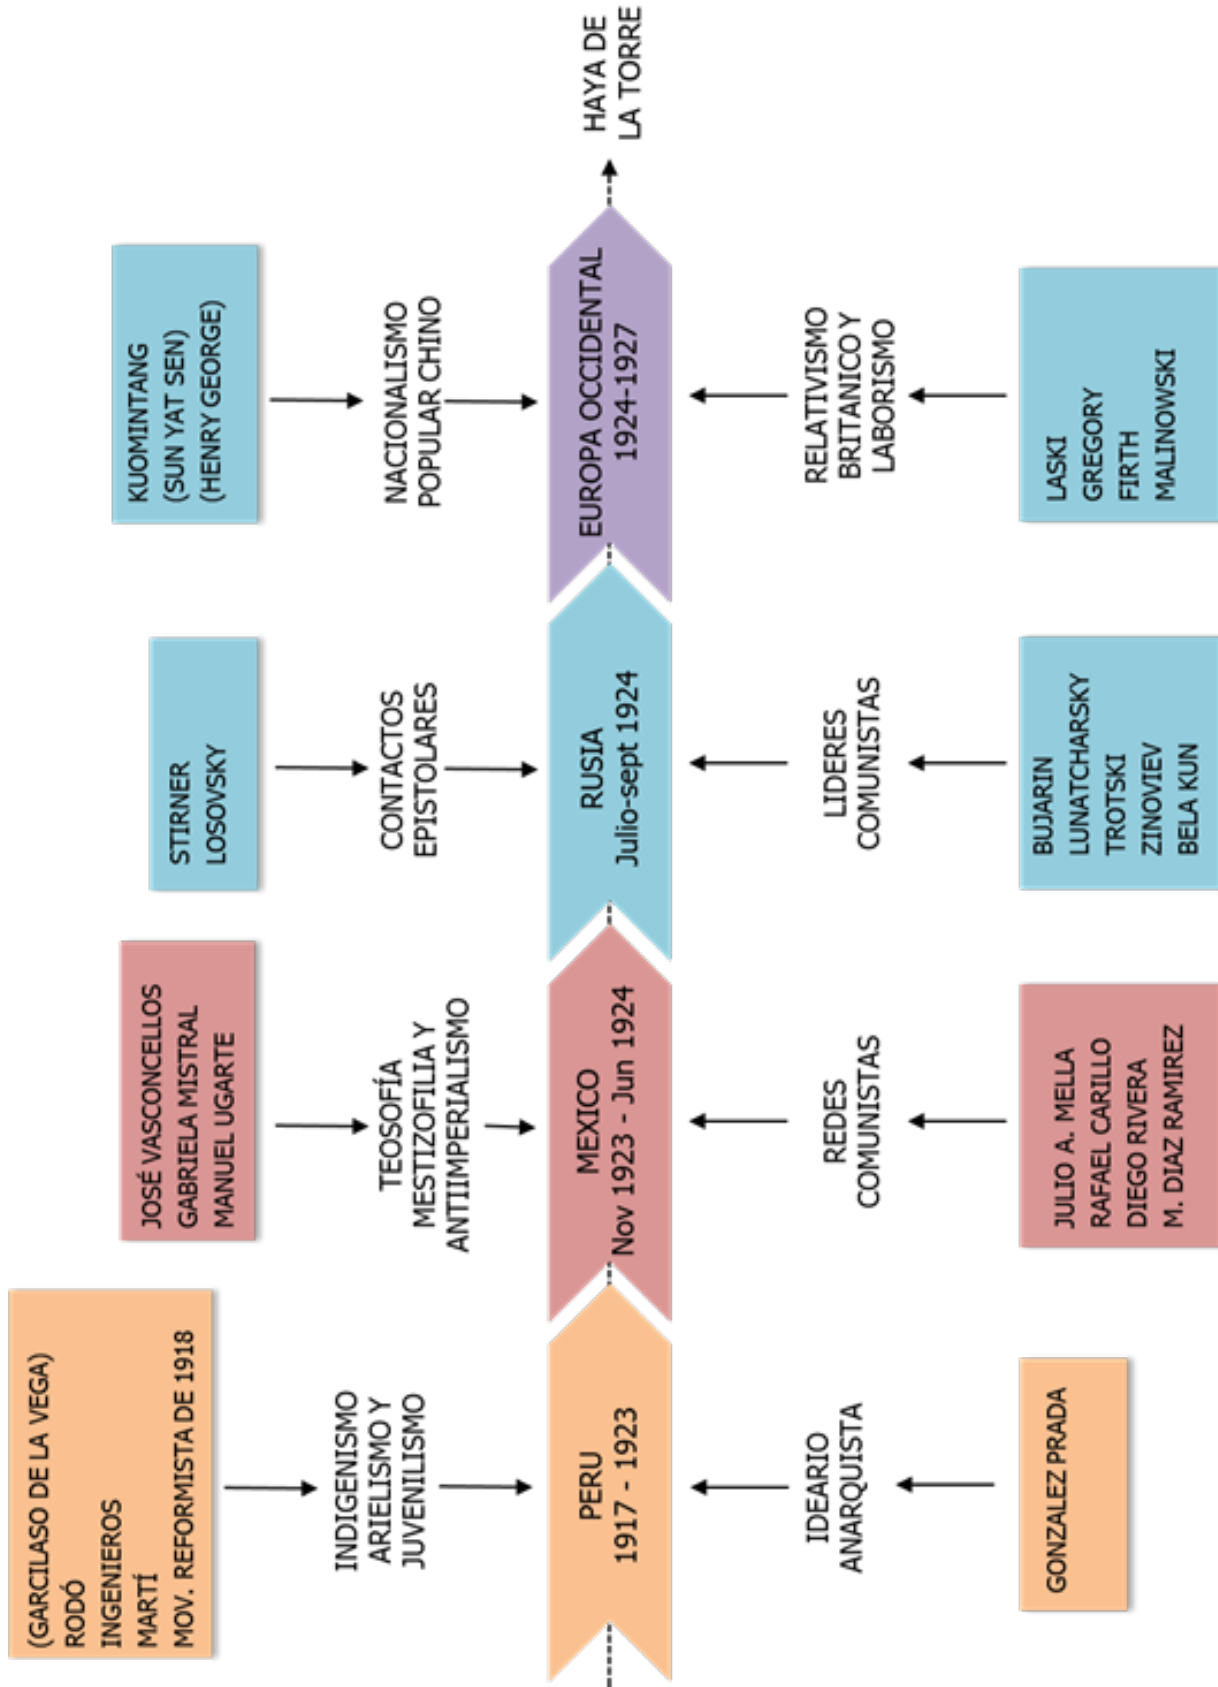 (GARCILASO DE LA VEGA)
RODÓ
INGENIEROS
MARTÍ
MOV. REFORMISTA DE 1918
INDIGENISMO
ARIELISMO Y
JUVENILISMO
PERU
1917 - 1923
IDEARIO
ANARQUISTA
GONZALEZ PRADA
JOSÉ VASCONCELLOS
GABRIELA MISTRAL
MANUEL UGARTE
TEOSOFÍA
MESTIZOFILIA Y
ANTIIMPERIALISMO
MEXICO
Nov 1923 - Jun 1924
REDES
COMUNISTAS
JULIO A. MELLA
RAFAEL CARILLO
DIEGO RIVERA
M. DIAZ RAMIREZ
STIRNER
LOSOVSKY
CONTACTOS
EPISTOLARES
RUSIA
Julio-sept 1924
LIDERES
COMUNISTAS
BUJARIN
LUNATCHARSKY
TROTSKI
ZINOVIEV
BELA KUN
KUOMINTANG
(SUN YAT SEN)
(HENRY GEORGE)
NACIONALISMO
POPULAR CHINO
EUROPA OCCIDENTAL
1924-1927
RELATIVISMO
BRITANICO Y
LABORISMO
LASKI
GREGORY
FIRTH
MALINOWSKI
HAYA DE
LA TORRE